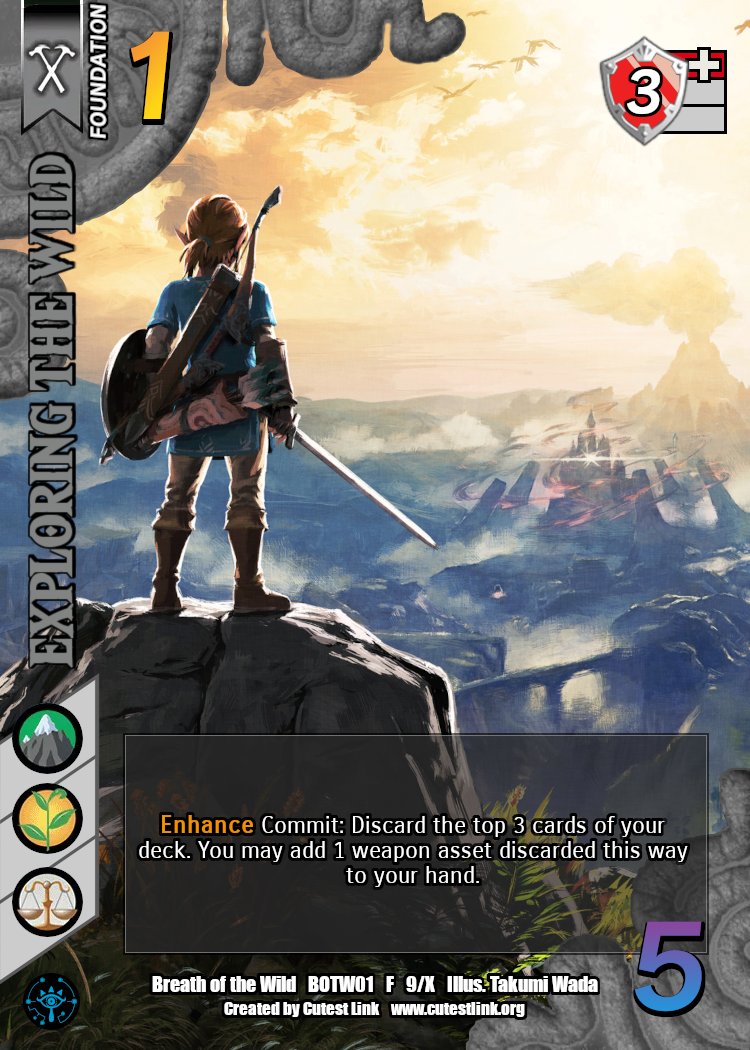 FOUNDATION
1
3
EXPLORING THE WILD
Enhance Commit: Discard the top 3 cards of your
deck. You may add 1 weapon asset discarded this way
to your hand.
5
Breath of the Wild BOTW01 F 9/X Illus. Takumi Wada
Created by Cutest Link www.cutestlink.org